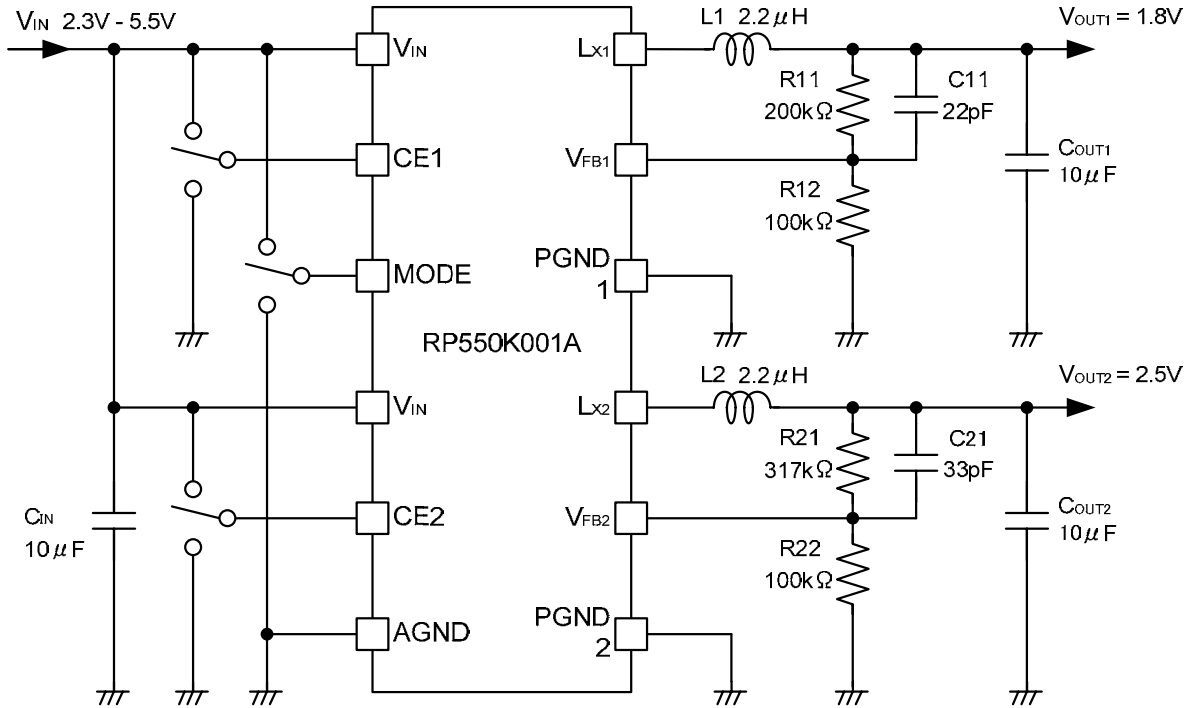 VIN 2.3V - 5.5V
L1 2.2μH
VOUT1 = 1.8V
VIN
LX1
R11
200kΩ
C11
22pF
CE1
VFB1
COUT1
10μF
R12
100kΩ
MODE
PGND
1
RP550K001A
L2 2.2μH
VOUT2 = 2.5V
VIN
LX2
R21
317kΩ
C21
33pF
CIN
10μF
CE2
VFB2
COUT2
10μF
R22
100kΩ
AGND
PGND
2